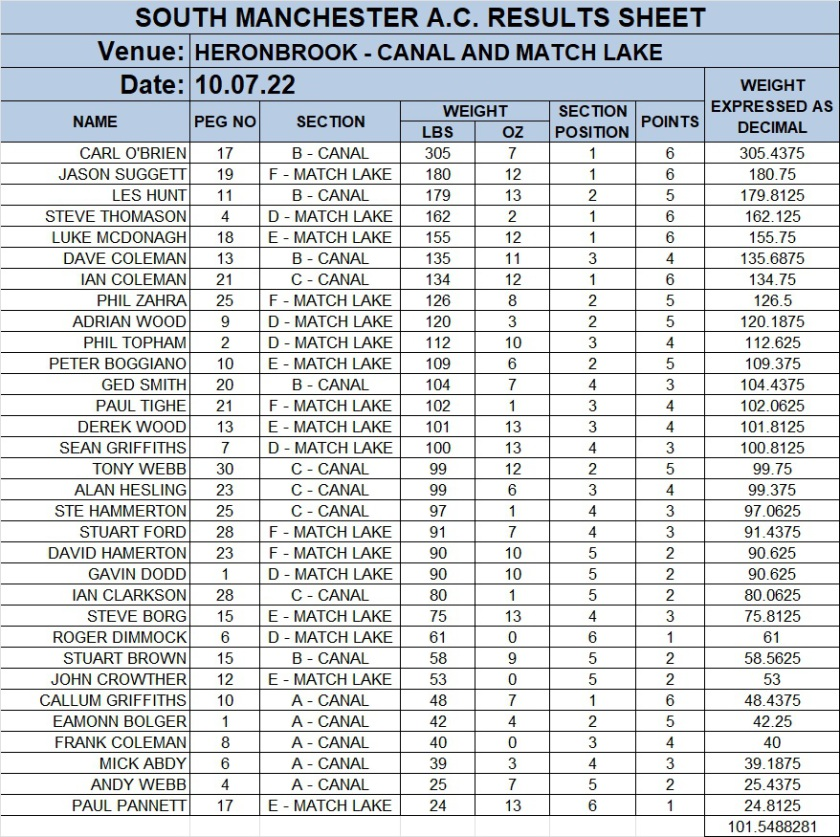 SOUTH MANCHESTER A.C. RESULTS SHEET
Venue: HERONBROOK - CANAL AND MATCH LAKE
Date: 10.07.22
NAME PEG NO SECTION WEIGHT LBS OZ SECTION POSITION POINTS WEIGHT EXPRESSED AS DECIMAL
CARL O'BRIEN 17 B - CANAL 305 7 1 6 305.4375
JASON SUGGETT 19 F - MATCH LAKE 180 12 1 6 180.75
LES HUNT 11 B - CANAL 179 13 2 5 179.8125
STEVE THOMASON 4 D - MATCH LAKE 162 2 1 6 162.125
LUKE MCDONAGH 18 E - MATCH LAKE 155 12 1 6 155.75
DAVE COLEMAN 13 B - CANAL 135 11 3 4 135.6875
IAN COLEMAN 21 C - CANAL 134 12 1 6 134.75
PHIL ZAHRA 25 F - MATCH LAKE 126 8 2 5 126.5
ADRIAN WOOD 9 D - MATCH LAKE 120 3 2 5 120.1875
PHIL TOPHAM 2 D - MATCH LAKE 112 10 3 4 112.625
PETER BOGGIANO 10 E - MATCH LAKE 109 6 2 5 109.375
GED SMITH 20 B - CANAL 104 7 4 3 104.4375
PAUL TIGHE 21 F - MATCH LAKE 102 1 3 4 102.0625
DEREK WOOD 13 E - MATCH LAKE 101 13 3 4 101.8125
SEAN GRIFFITHS 7 D - MATCH LAKE 100 13 4 3 100.8125
TONY WEBB 30 C - CANAL 99 12 2 5 99.75
ALAN HESLING 23 C - CANAL 99 6 3 4 99.375
STE HAMMERTON 25 C - CANAL 97 1 4 3 97.0625
STUART FORD 28 F - MATCH LAKE 91 7 4 3 91.4375
DAVID HAMERTON 23 F - MATCH LAKE 90 10 5 2 90.625
GAVIN DODD 1 D - MATCH LAKE 90 10 5 2 90.625
IAN CLARKSON 28 C - CANAL 80 1 5 2 80.0625
STEVE BORG 15 E - MATCH LAKE 75 13 4 3 75.8125
ROGER DIMMOCK 6 D - MATCH LAKE 61 0 6 1 61
STUART BROWN 15 B - CANAL 58 9 5 2 58.5625
JOHN CROWTHER 12 E - MATCH LAKE 53 0 5 2 53
CALLUM GRIFFITHS 10 A - CANAL 48 7 1 6 48.4375
EAMONN BOLGER 1 A - CANAL 42 4 2 5 42.25
FRANK COLEMAN 8 A - CANAL 40 0 3 4 40
MICK ABDY 6 A - CANAL 39 3 4 3 39.1875
ANDY WEBB 4 A - CANAL 25 7 5 2 25.4375
PAUL PANNETT 17 E - MATCH LAKE 24 13 6 1 24.8125
101.5488281